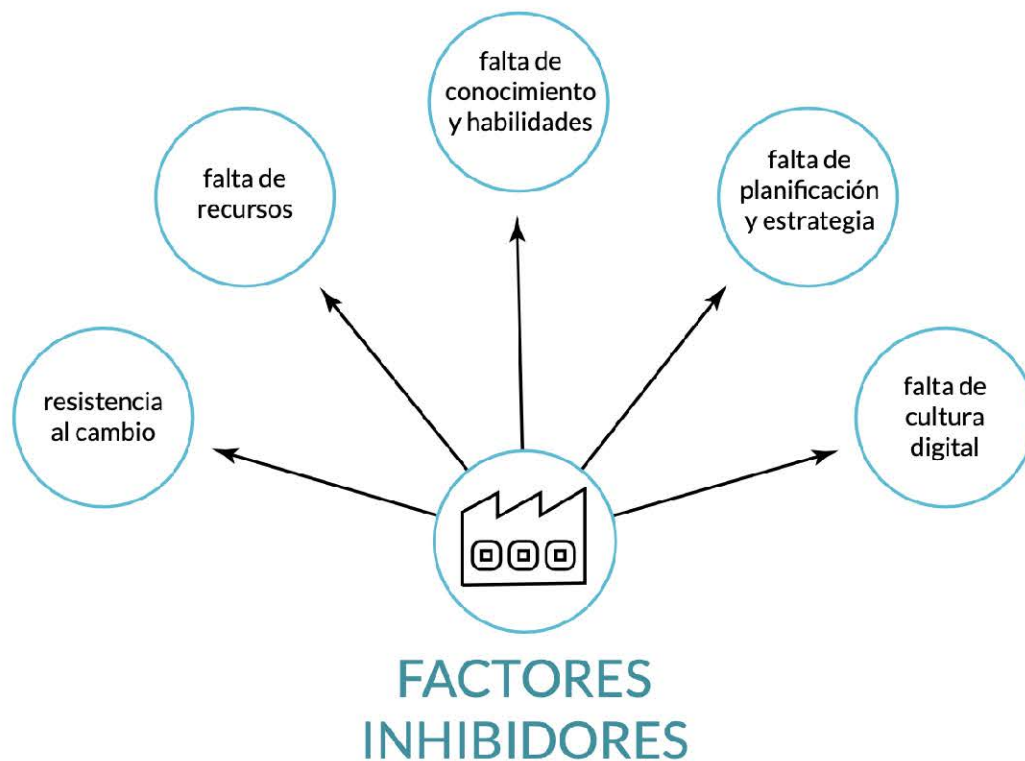 resistencia
al cambio
falta de
recursos
falta de
conocimiento
y habilidades
falta de
planificación
y estrategia
falta de
cultura
digital
FACTORES
INHIBIDORES